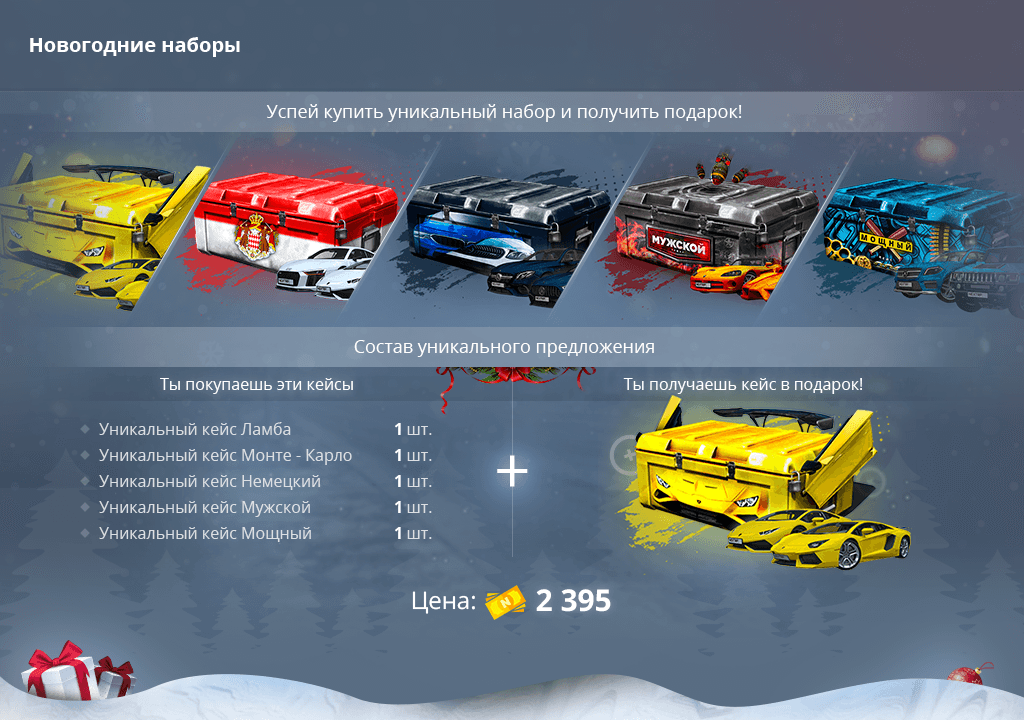 Новогодние наборы
Успей купить уникальный набор и получить подарок!
МУЖСКОЙ
МОЩНЫЙ
Состав уникального предложения
Ты покупаешь эти кейсы
Ты получаешь кейс в подарок!
Уникальный кейс Ламба 1 шт.
Уникальный кейс Монте - Карло 1 шт.
Уникальный кейс Немецкий 1 шт.
Уникальный кейс Мужской 1 шт.
Уникальный кейс Мощный 1 шт.
+
Цена: N 2 395